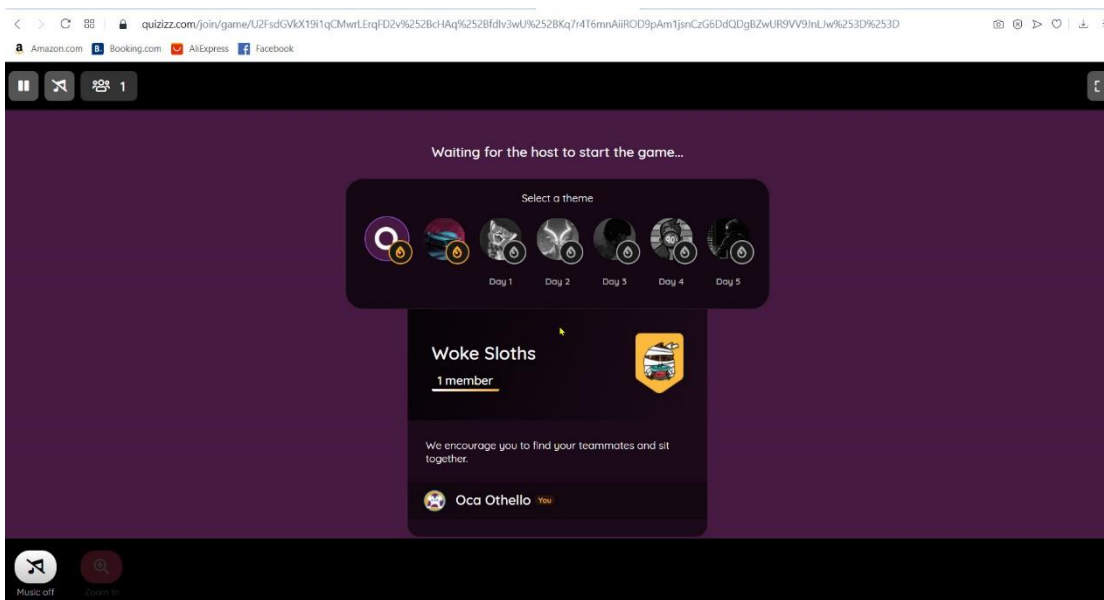 quizizz.com/join/game/U2FsdGVkX19i1qCMwrLErqFD2v%252BcHAq%252Bfdlv3wU%252BKq7r4T6mnAiiROD9pAm1jsnCzG6DdQDgBZwUR9VV9JnLJw%253D%253D
a Amazon.com B. Booking.com AliExpress f Facebook
1
Waiting for the host to start the game...
Select a theme
90
Day 1 Day 2 Day 3 Day 4 Day 5
Woke Sloths
1 member
We encourage you to find your teammates and sit
together.
Oca Othello You
Music off Zoom In